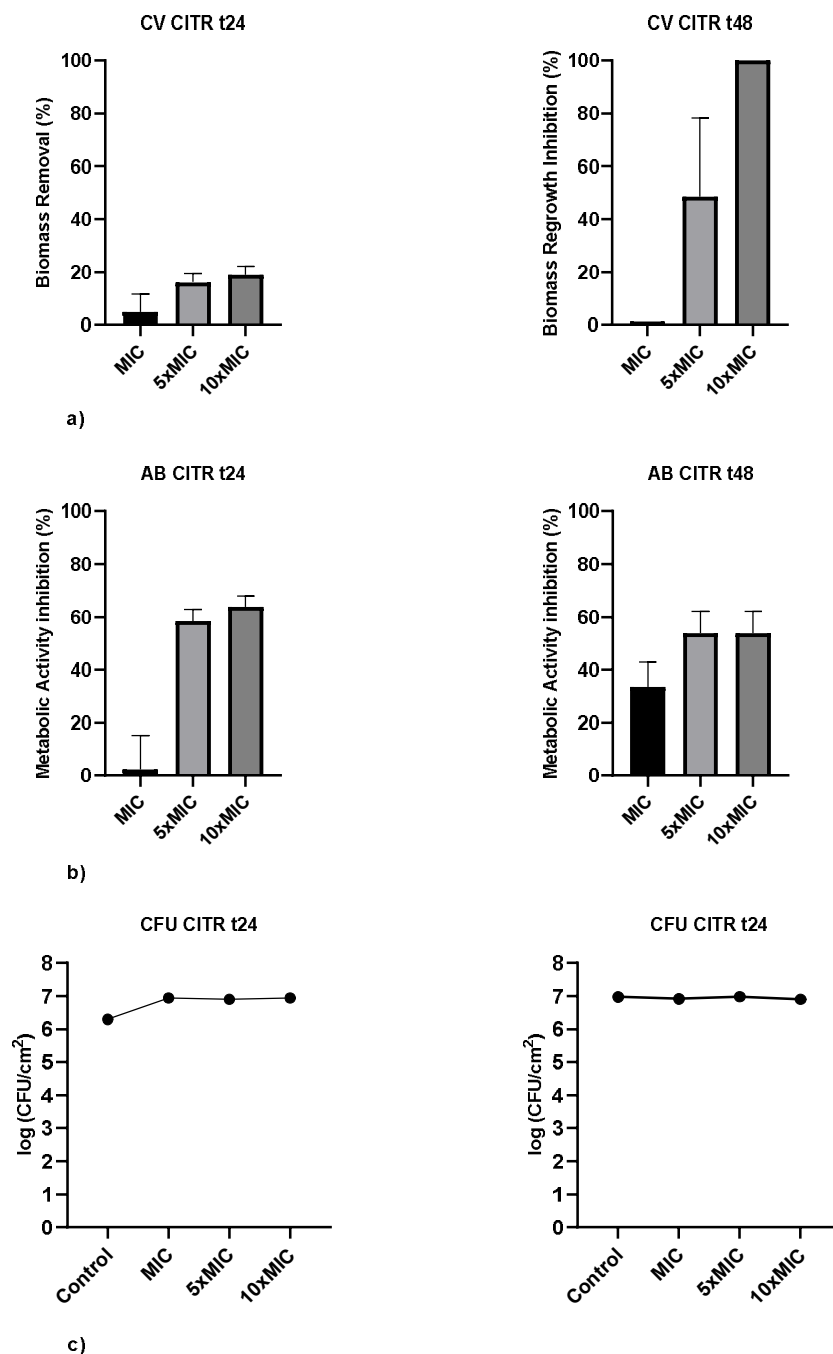 CV CITR t24
Biomass Removal (%)
100
80
60
40
20
0
MIC
5xMIC
10xMIC
CV CITR t48
Biomass Regrowth Inhibition (%)
100
80
60
40
20
0
MIC
5xMIC
10xMIC
a)
AB CITR t24
Metabolic Activity inhibition (%)
100
80
60
40
20
0
MIC
5xMIC
10xMIC
AB CITR t48
Metabolic Activity inhibition (%)
100
80
60
40
20
0
MIC
5xMIC
10xMIC
b)
CFU CITR t24
log (CFU/cm²)
8
7
6
5
4
3
2
1
0
Control
MIC
5xMIC
10xMIC
CFU CITR t24
log (CFU/cm²)
8
7
6
5
4
3
2
1
0
Control
MIC
5xMIC
10xMIC
c)